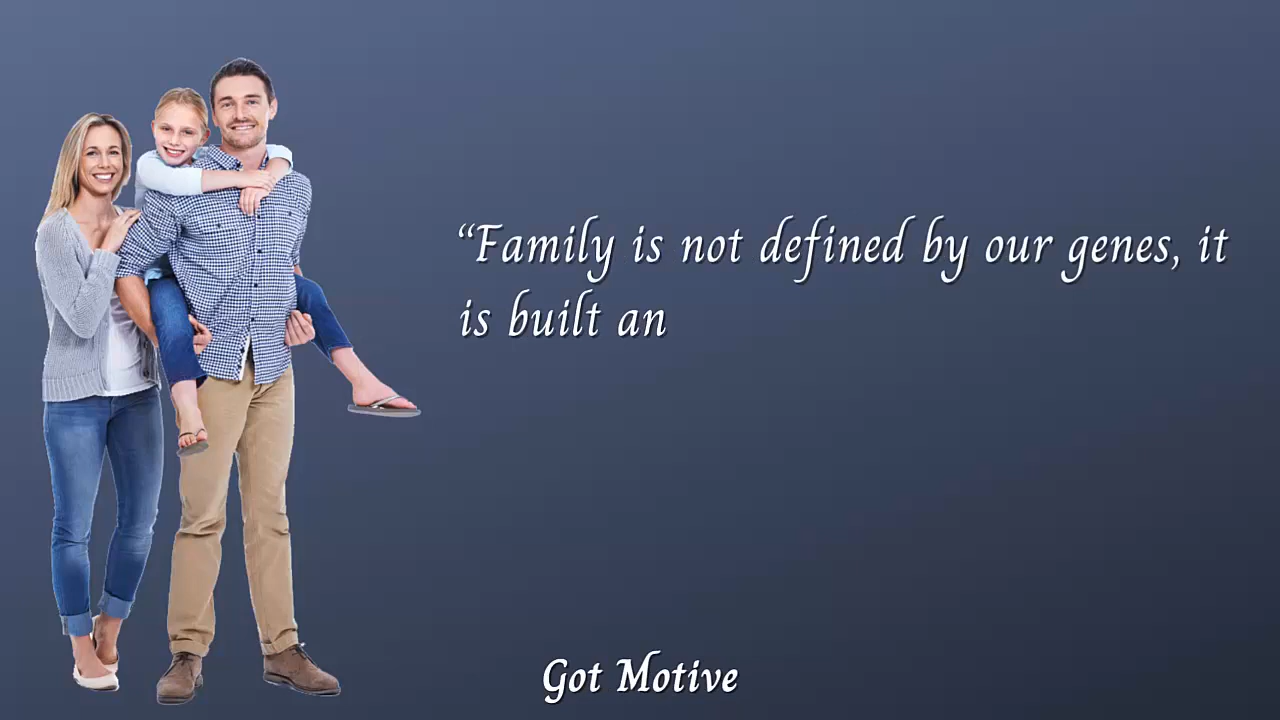 “Family is not defined by our genes, it
is built an
Got Motive